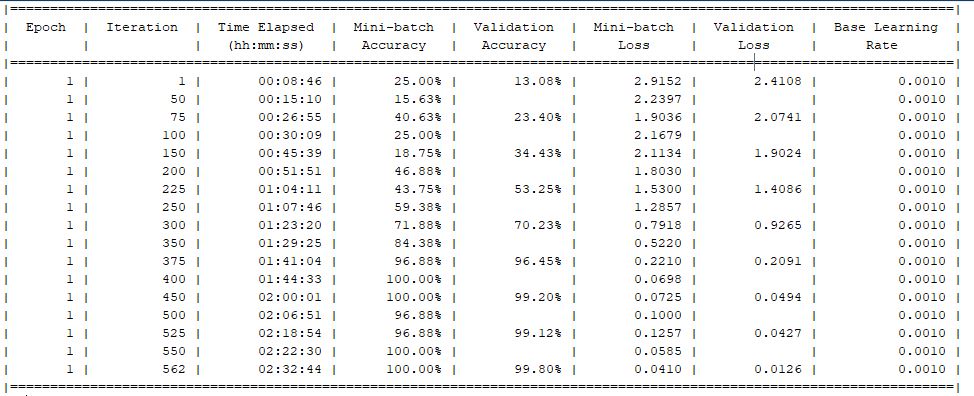 |======================================================================================================================|
| Epoch | Iteration | Time Elapsed | Mini-batch | Validation | Mini-batch | Validation | Base Learning |
| | | (hh:mm:ss) | Accuracy | Accuracy | Loss | Loss | Rate |
|======================================================================================================================|
| 1 | 1 | 00:08:46 | 25.00% | 13.08% | 2.9152 | 2.4108 | 0.0010 |
| 1 | 50 | 00:15:10 | 15.63% | | 2.2397 | | 0.0010 |
| 1 | 75 | 00:26:55 | 40.63% | 23.40% | 1.9036 | 2.0741 | 0.0010 |
| 1 | 100 | 00:30:09 | 25.00% | | 2.1679 | | 0.0010 |
| 1 | 150 | 00:45:39 | 18.75% | 34.43% | 2.1134 | 1.9024 | 0.0010 |
| 1 | 200 | 00:51:51 | 46.88% | | 1.8030 | | 0.0010 |
| 1 | 225 | 01:04:11 | 43.75% | 53.25% | 1.5300 | 1.4086 | 0.0010 |
| 1 | 250 | 01:07:46 | 59.38% | | 1.2857 | | 0.0010 |
| 1 | 300 | 01:23:20 | 71.88% | 70.23% | 0.7918 | 0.9265 | 0.0010 |
| 1 | 350 | 01:29:25 | 84.38% | | 0.5220 | | 0.0010 |
| 1 | 375 | 01:41:04 | 96.88% | 96.45% | 0.2210 | 0.2091 | 0.0010 |
| 1 | 400 | 01:44:33 | 100.00% | | 0.0698 | | 0.0010 |
| 1 | 450 | 02:00:01 | 100.00% | 99.20% | 0.0725 | 0.0494 | 0.0010 |
| 1 | 500 | 02:06:51 | 96.88% | | 0.1000 | | 0.0010 |
| 1 | 525 | 02:18:54 | 96.88% | 99.12% | 0.1257 | 0.0427 | 0.0010 |
| 1 | 550 | 02:22:30 | 100.00% | | 0.0585 | | 0.0010 |
| 1 | 562 | 02:32:44 | 100.00% | 99.80% | 0.0410 | 0.0126 | 0.0010 |
|======================================================================================================================|